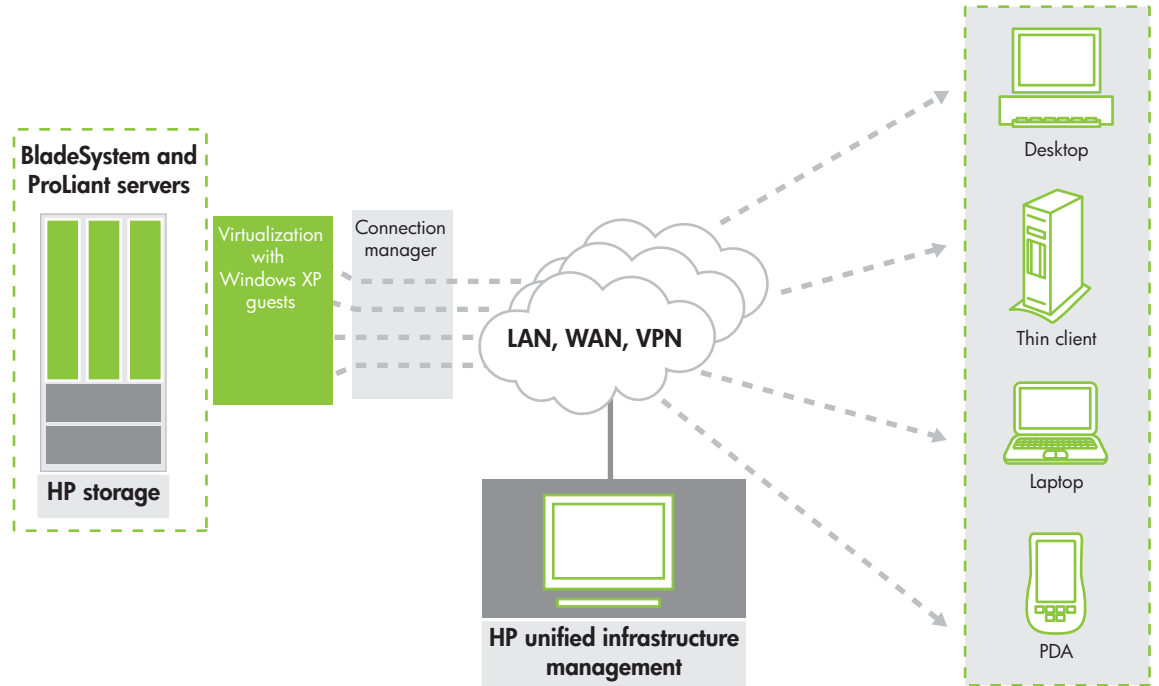 BladeSystem and
ProLiant servers
HP storage
Virtualization
with
Windows XP
guests
Connection
manager
LAN, WAN, VPN
HP unified infrastructure
management
Desktop
Thin client
Laptop
PDA